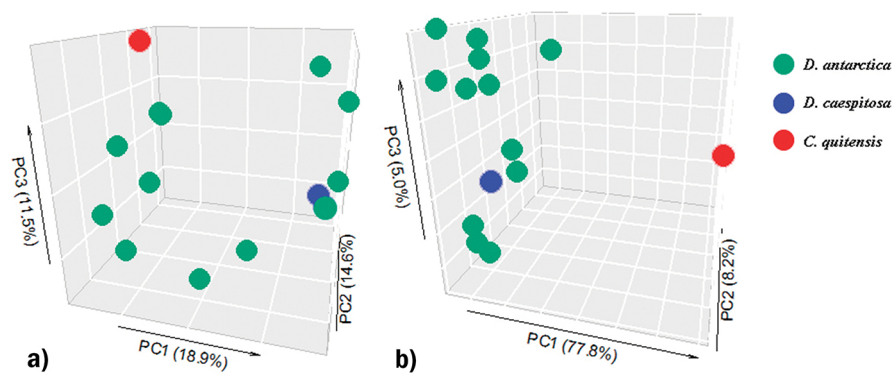 PC3 (11.5%)
PC1 (18.9%)
PC2 (14.6%)
a)
PC3 (5.0%)
PC1 (77.8%)
PC2 (8.2%)
b)
D. antarctica
D. caespitosa
C. quitensis